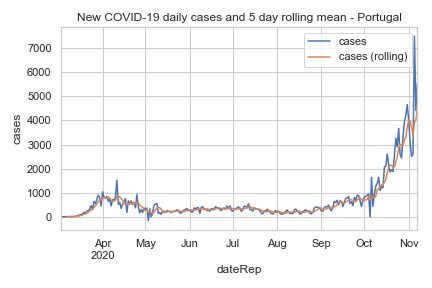 New COVID-19 daily cases and 5 day rolling mean - Portugal
cases
cases (rolling)
7000
6000
5000
4000
3000
2000
1000
0
cases
Apr May Jun Jul Aug Sep Oct Nov
2020
dateRep